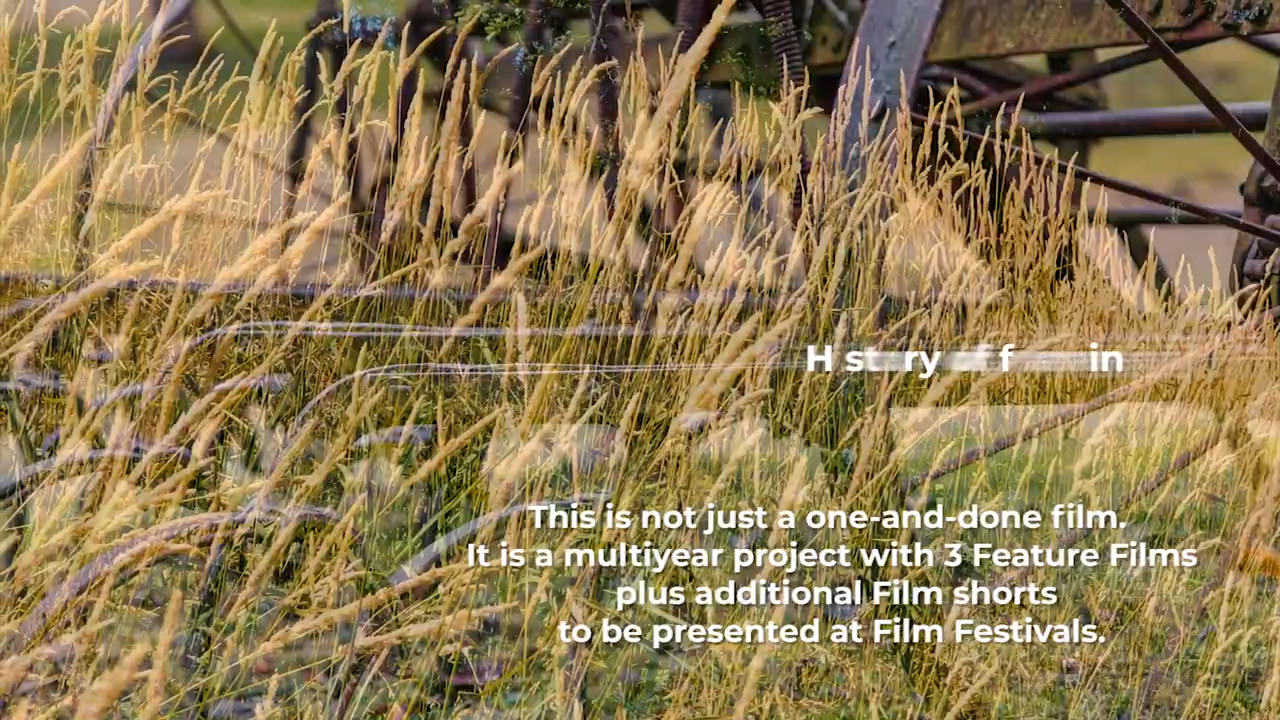 This is not just a one-and-done film.
It is a multiyear project with 3 Feature Films
plus additional Film shorts
to be presented at Film Festivals.